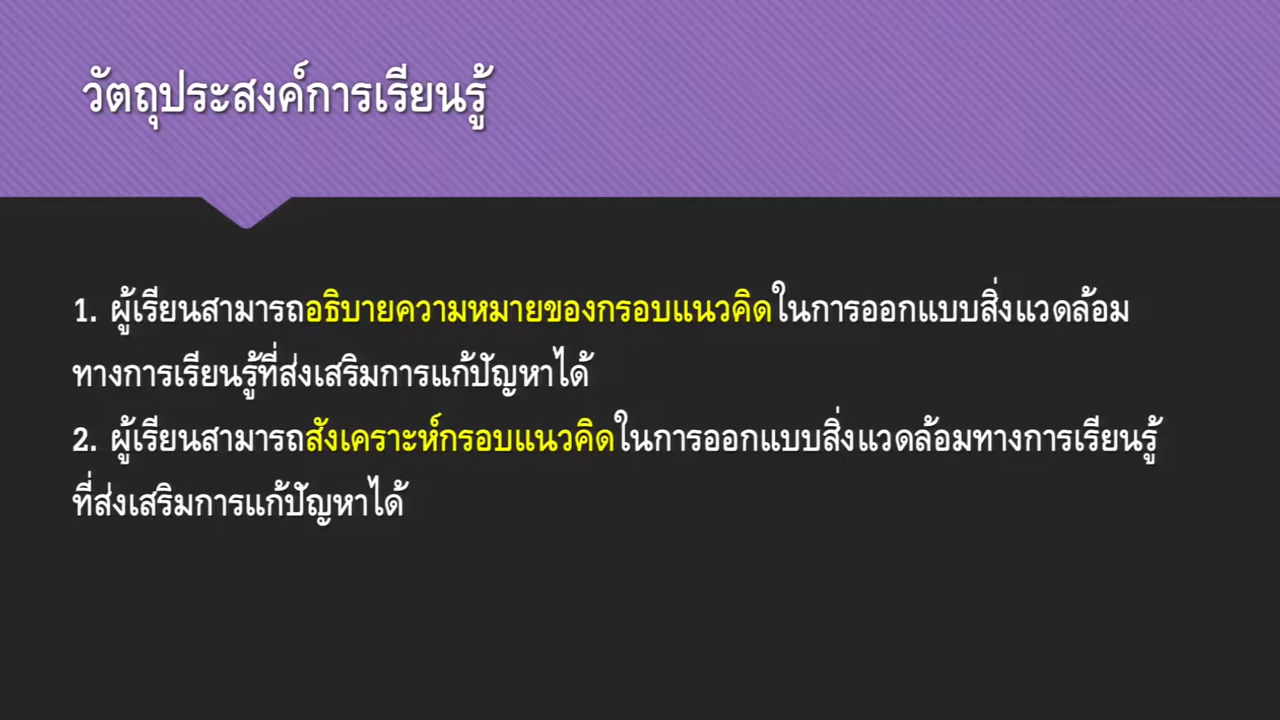 วัตถุประสงค์การเรียนรู้
1. ผู้เรียนสามารถอธิบายความหมายของกรอบแนวคิดในการออกแบบสิ่งแวดล้อม
ทางการเรียนรู้ที่ส่งเสริมการแก้ปัญหาได้
2. ผู้เรียนสามารถสังเคราะห์กรอบแนวคิดในการออกแบบสิ่งแวดล้อมทางการเรียนรู้
ที่ส่งเสริมการแก้ปัญหาได้